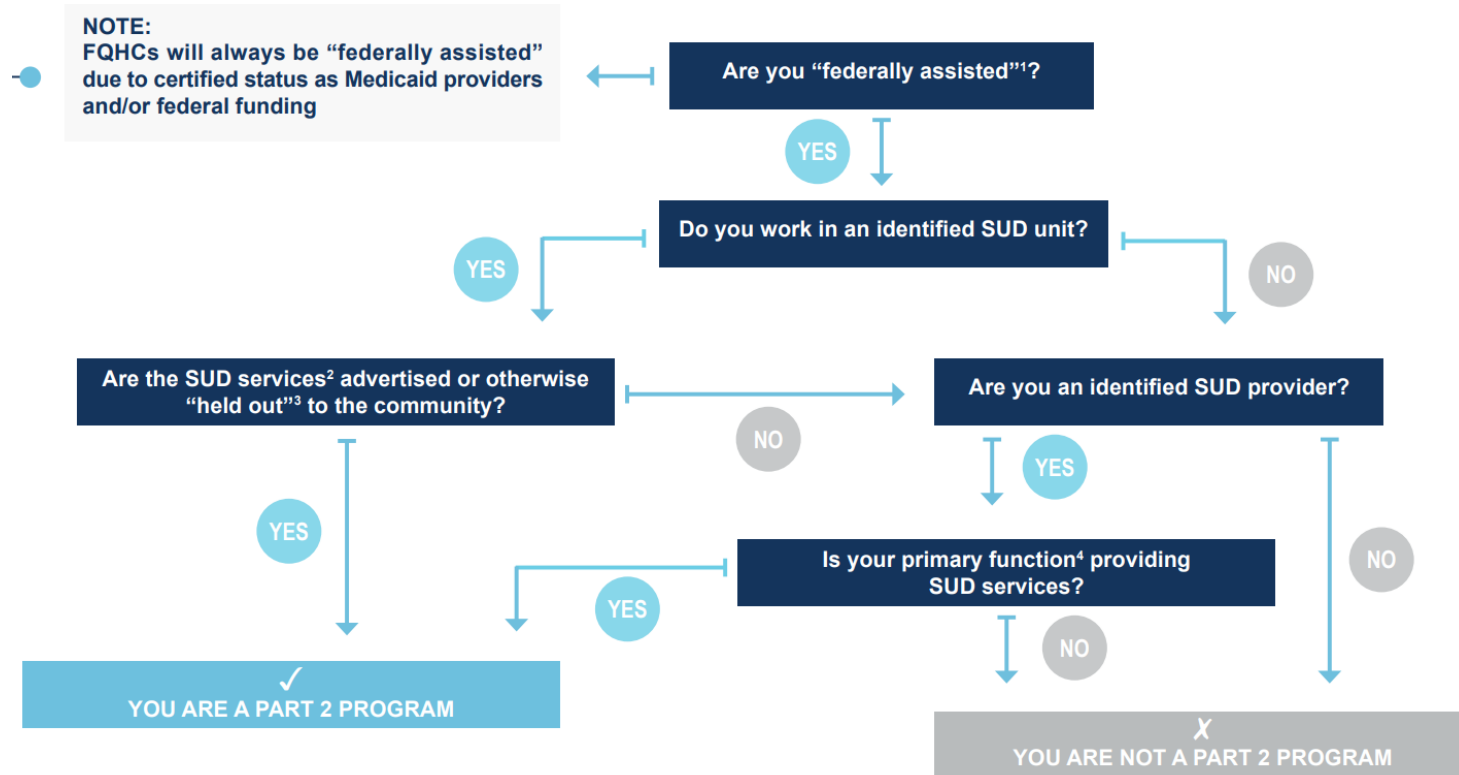 NOTE:
FQHCs will always be “federally assisted”
due to certified status as Medicaid providers
and/or federal funding
Are you “federally assisted”¹?
YES
Do you work in an identified SUD unit?
YES
NO
Are the SUD services² advertised or otherwise
“held out”³ to the community?
NO
Are you an identified SUD provider?
YES
YES
NO
Is your primary function⁴ providing
SUD services?
YES
NO
✓
YOU ARE A PART 2 PROGRAM
✗
YOU ARE NOT A PART 2 PROGRAM